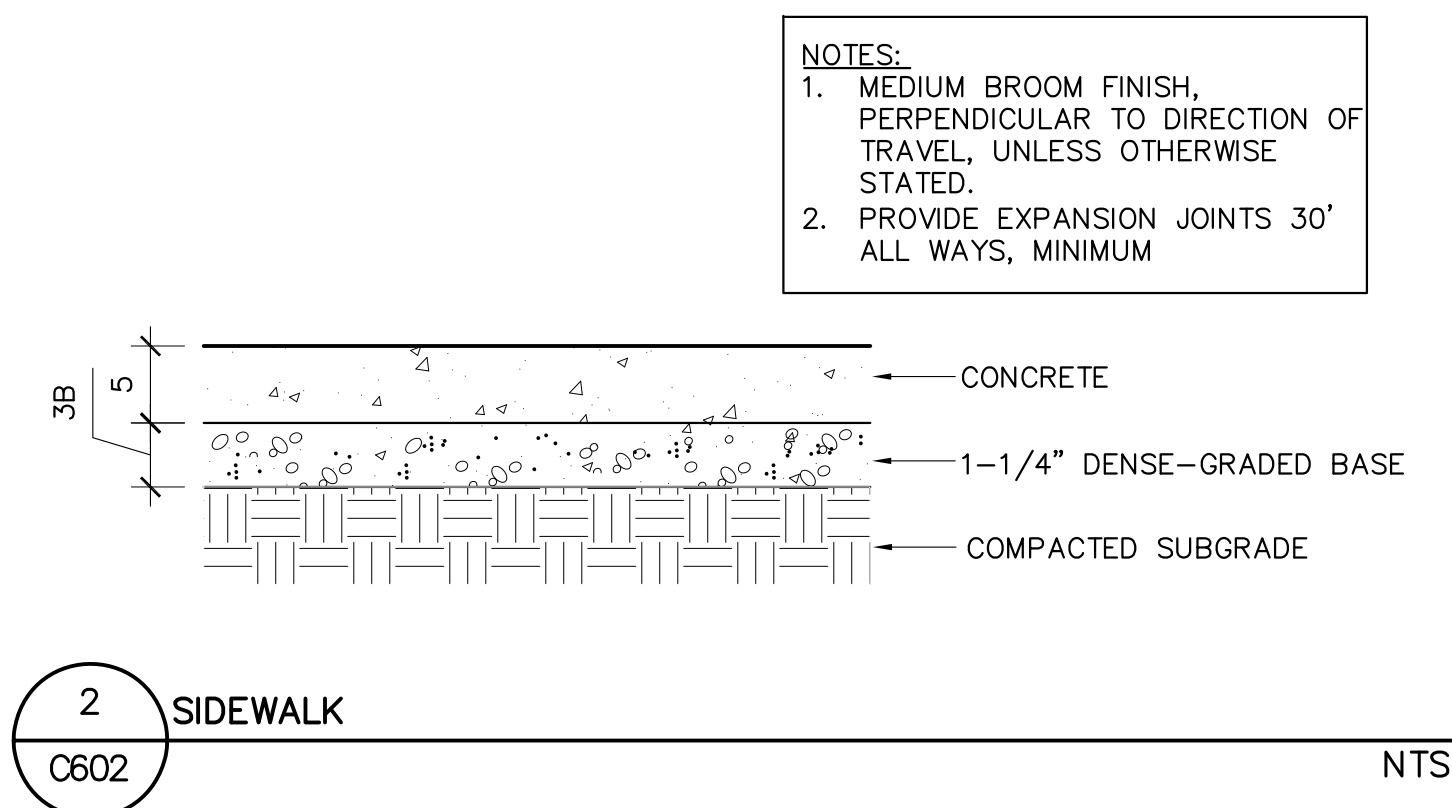 NOTES:
1. MEDIUM BROOM FINISH,
PERPENDICULAR TO DIRECTION OF
TRAVEL, UNLESS OTHERWISE
STATED.
2. PROVIDE EXPANSION JOINTS 30'
ALL WAYS, MINIMUM
5
3B
CONCRETE
1-1/4" DENSE-GRADED BASE
COMPACTED SUBGRADE
2
SIDEWALK
C602
NTS